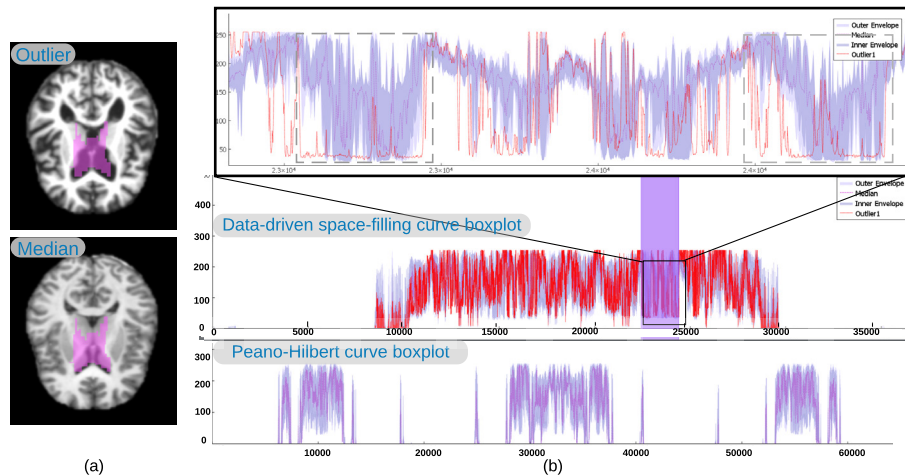 Outlier
Median
(a)
250
200
150
100
50
2.3×10⁴
2.3×10⁴
2.4×10⁴
2.4×10⁴
Outer Envelope
Median
Inner Envelope
Outlier1
Outer Envelope
Median
Inner Envelope
Outlier1
Data-driven space-filling curve boxplot
400
300
200
100
0
0 5000 10000 15000 20000 25000 30000 35000
Peano-Hilbert curve boxplot
300
200
100
0
10000 20000 30000 40000 50000 60000
(b)